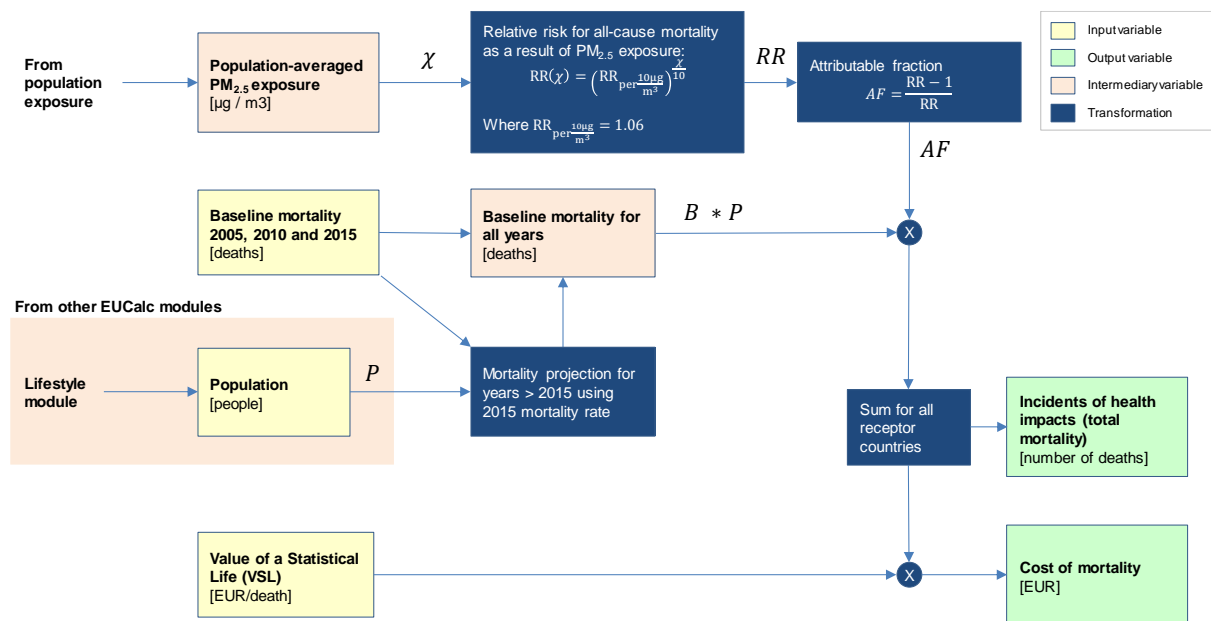 From
population
exposure
Population-averaged
PM2.5 exposure
[µg / m3]
χ
Relative risk for all-cause mortality
as a result of PM2.5 exposure:
RR(χ) = (RR per 10µg/m³)^(χ/10)
Where RR per 10µg/m³ = 1.06
RR
Attributable fraction
AF = (RR − 1)/RR
Input variable
Output variable
Intermediary variable
Transformation
AF
Baseline mortality
2005, 2010 and 2015
[deaths]
Baseline mortality for
all years
[deaths]
B * P
X
From other EUCalc modules
Lifestyle
module
Population
[people]
P
Mortality projection for
years > 2015 using
2015 mortality rate
Sum for all
receptor
countries
Incidents of health
impacts (total
mortality)
[number of deaths]
Value of a Statistical
Life (VSL)
[EUR/death]
X
Cost of mortality
[EUR]